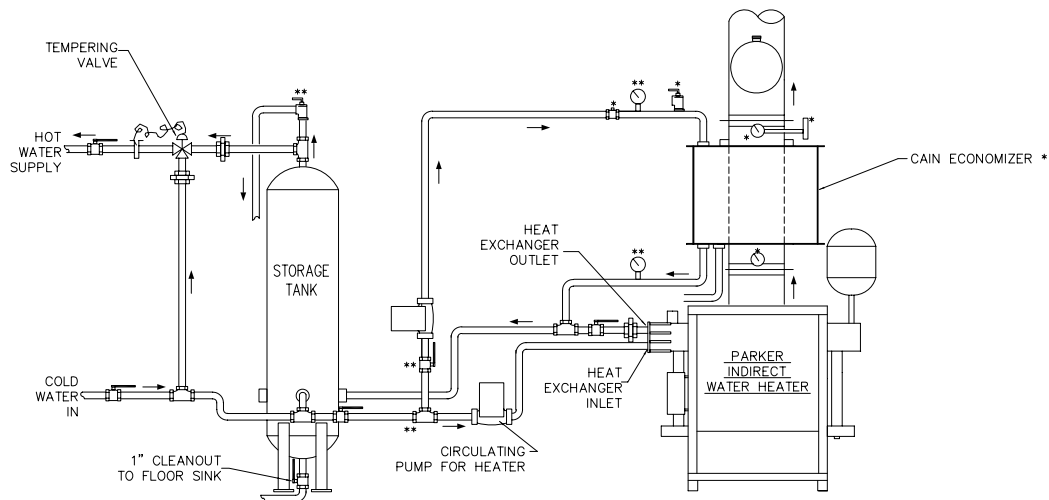 TEMPERING
VALVE
**
**
*
*
*
*
HOT
WATER
SUPPLY
CAIN ECONOMIZER *
HEAT
EXCHANGER
OUTLET
**
*
STORAGE
TANK
PARKER
INDIRECT
WATER HEATER
**
COLD
WATER
IN
HEAT
EXCHANGER
INLET
**
1" CLEANOUT
TO FLOOR SINK
CIRCULATING
PUMP FOR HEATER